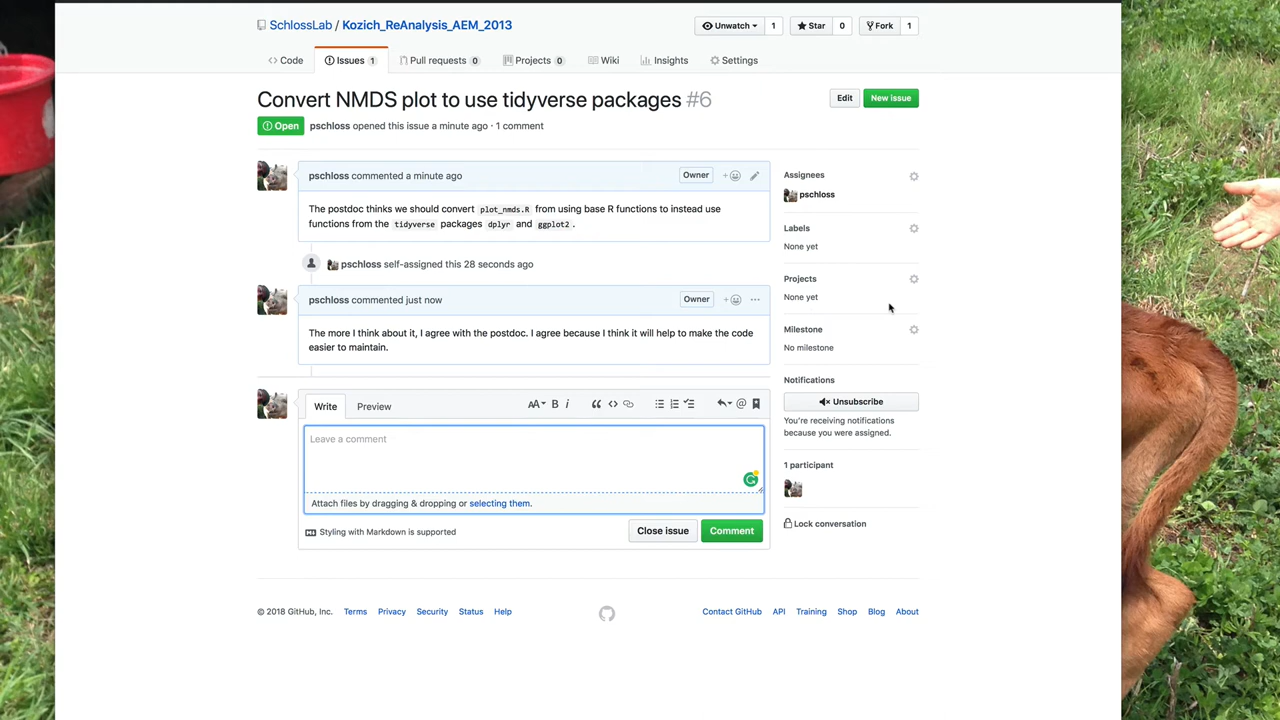 SchlossLab / Kozich_ReAnalysis_AEM_2013
Unwatch 1 Star 0 Fork 1
Code Issues 1 Pull requests 0 Projects 0 Wiki Insights Settings
Convert NMDS plot to use tidyverse packages #6
Edit New issue
Open pschloss opened this issue a minute ago · 1 comment
pschloss commented a minute ago Owner
The postdoc thinks we should convert plot_nmds.R from using base R functions to instead use
functions from the tidyverse packages dplyr and ggplot2 .
pschloss self-assigned this 28 seconds ago
pschloss commented just now Owner
The more I think about it, I agree with the postdoc. I agree because I think it will help to make the code
easier to maintain.
Write Preview
AA B i
Leave a comment
Attach files by dragging & dropping or selecting them.
Styling with Markdown is supported
Close issue Comment
Assignees
pschloss
Labels
None yet
Projects
None yet
Milestone
No milestone
Notifications
Unsubscribe
You're receiving notifications
because you were assigned.
1 participant
Lock conversation
© 2018 GitHub, Inc. Terms Privacy Security Status Help
Contact GitHub API Training Shop Blog About